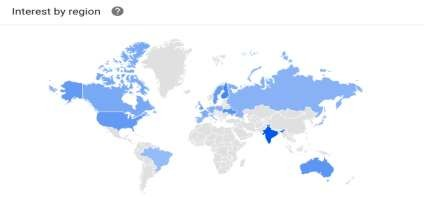 Interest by region ?